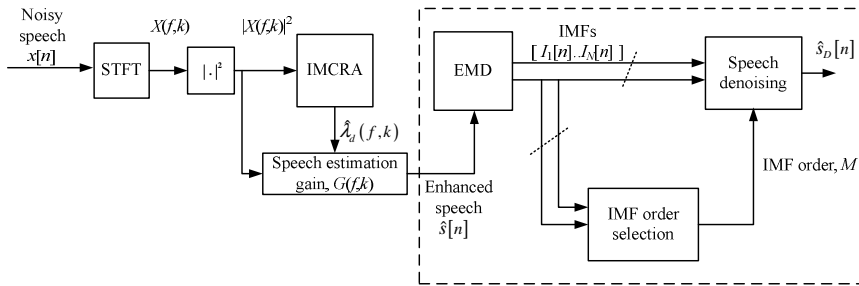 Noisy
speech
x[n]
STFT
X(f,k)
|.|²
|X(f,k)|²
IMCRA
λ̂_d(f,k)
Speech estimation
gain, G(f,k)
Enhanced
speech
ŝ[n]
EMD
IMFs
[ I₁[n]..I_N[n] ]
IMF order
selection
IMF order, M
Speech
denoising
ŝ_D[n]